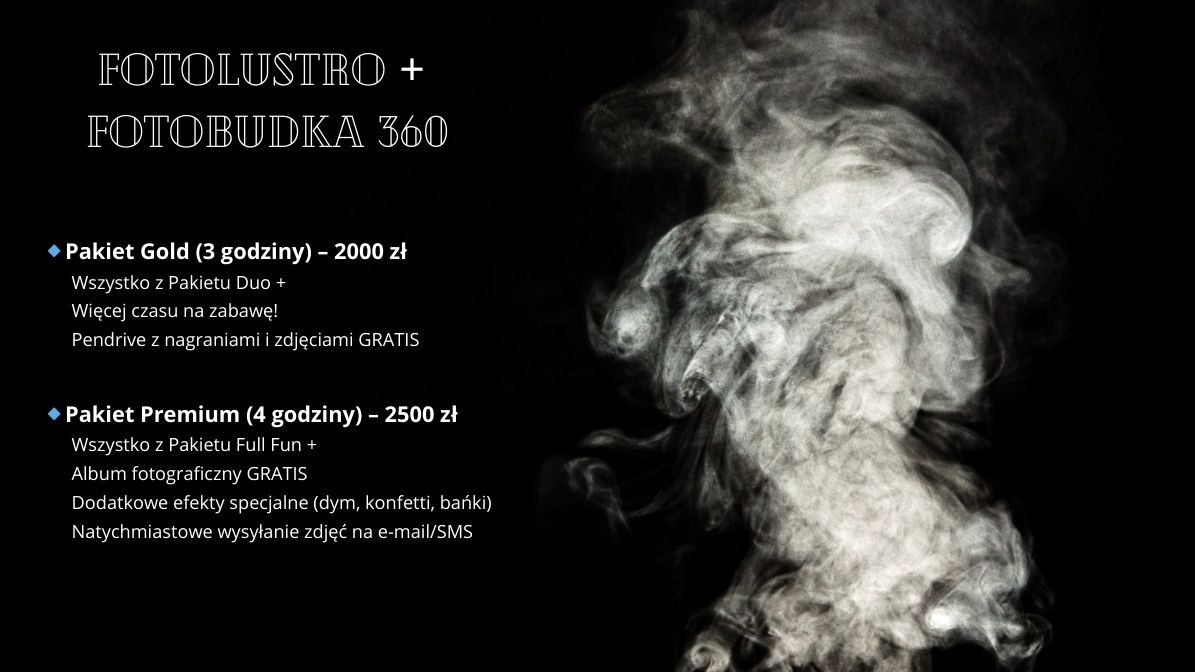 FOTOLUSTRO +
FOTOBUDKA 360
Pakiet Gold (3 godziny) – 2000 zł
Wszystko z Pakietu Duo +
Więcej czasu na zabawę!
Pendrive z nagraniami i zdjęciami GRATIS
Pakiet Premium (4 godziny) – 2500 zł
Wszystko z Pakietu Full Fun +
Album fotograficzny GRATIS
Dodatkowe efekty specjalne (dym, konfetti, bańki)
Natychmiastowe wysyłanie zdjęć na e-mail/SMS